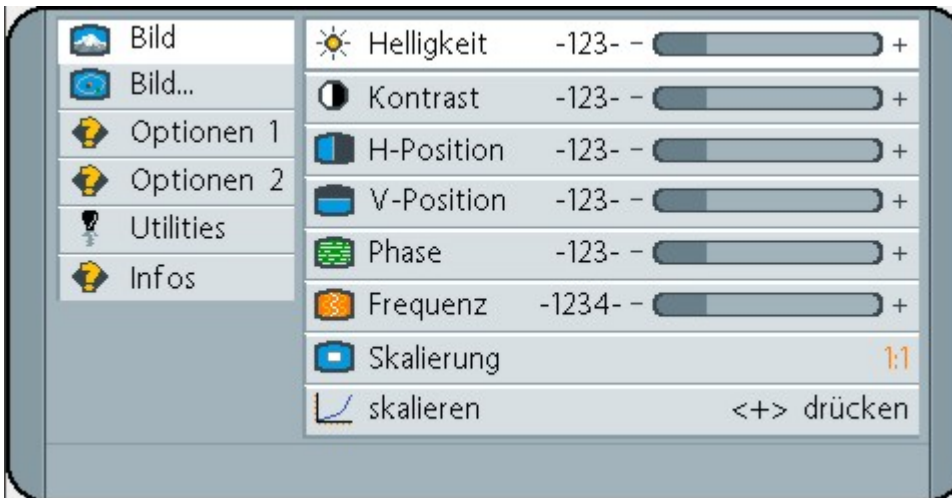 Bild
Bild...
Optionen 1
Optionen 2
Utilities
Infos
Helligkeit -123- – +
Kontrast -123- – +
H-Position -123- – +
V-Position -123- – +
Phase -123- – +
Frequenz -1234- – +
Skalierung 1:1
skalieren <+> drücken